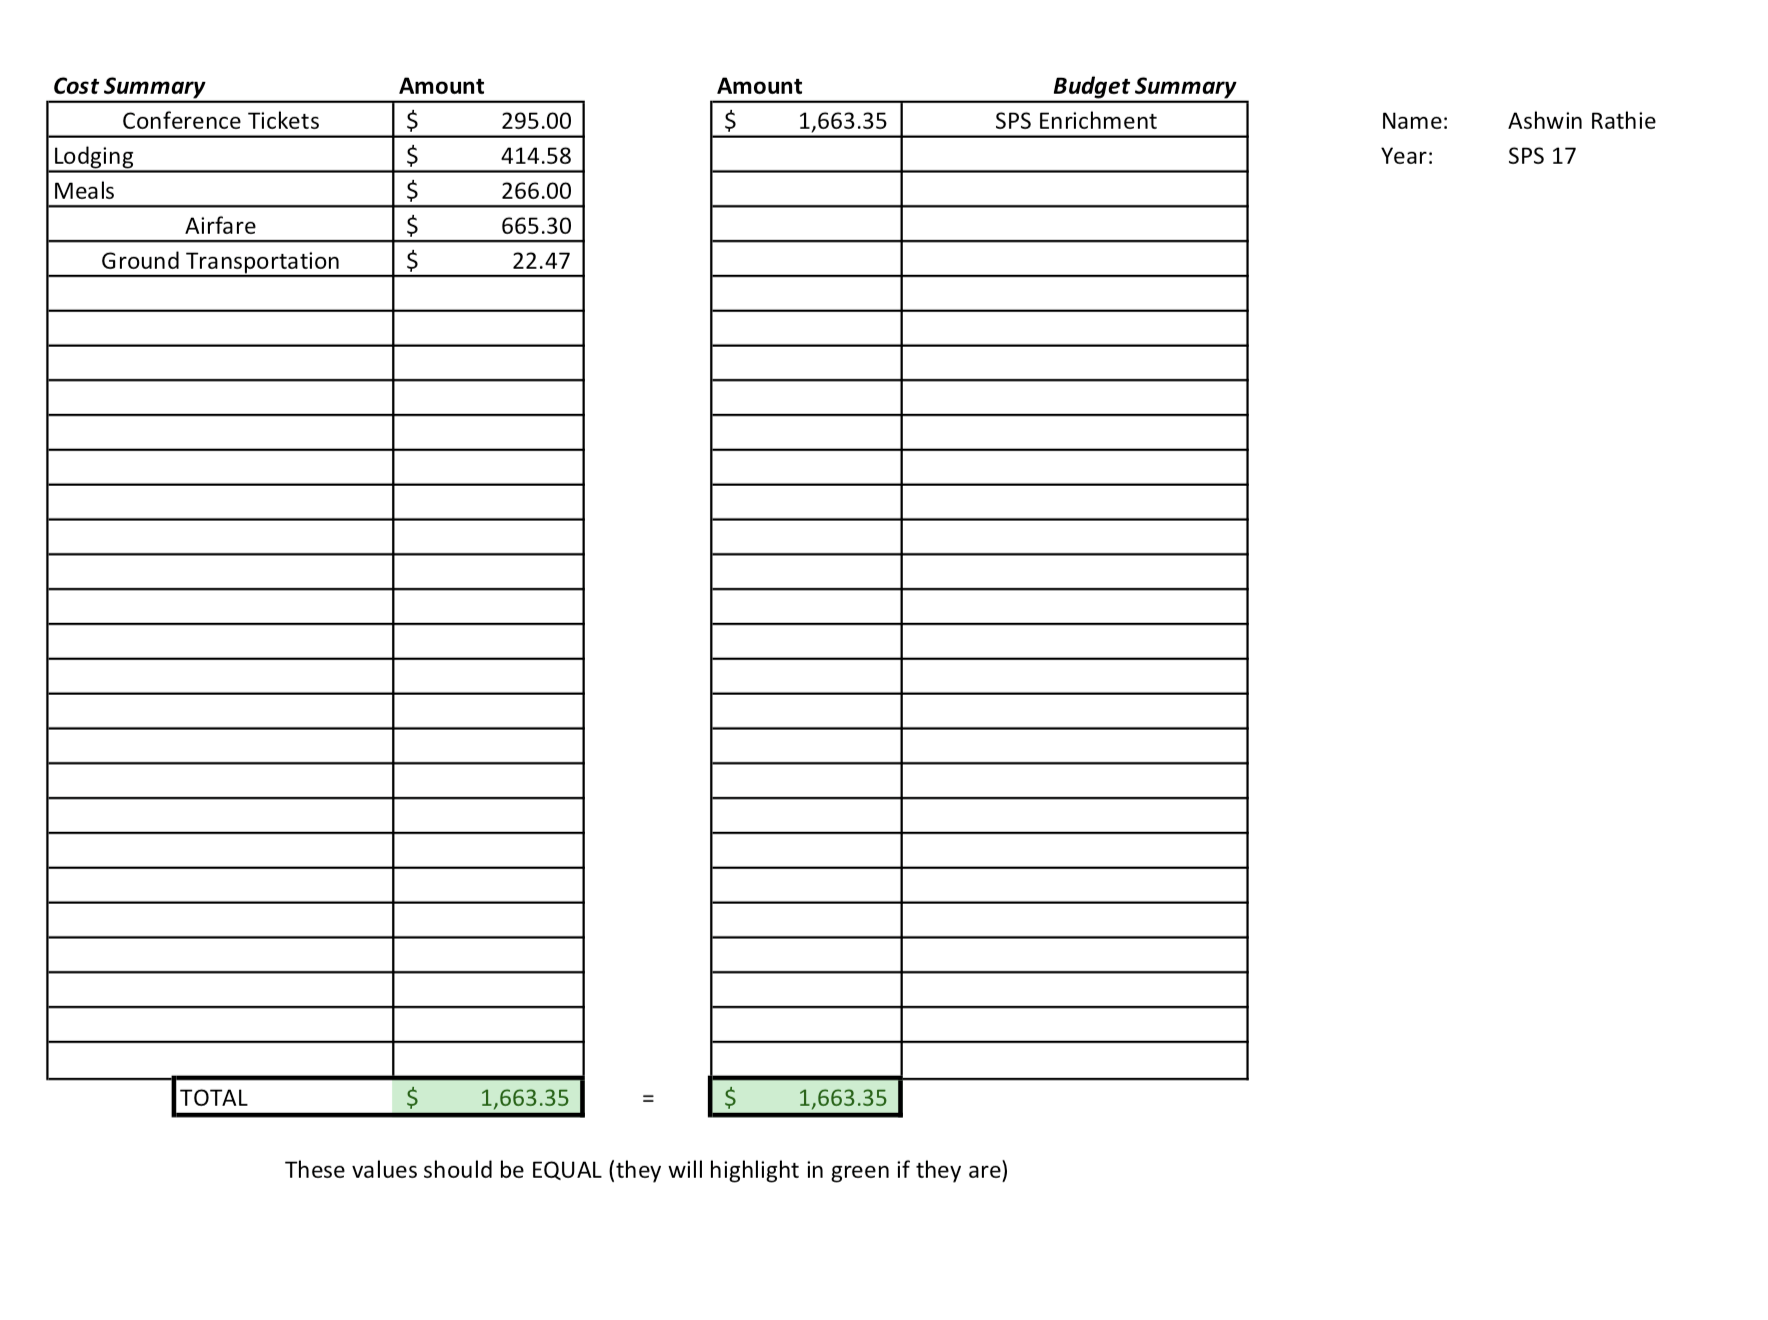 Cost Summary Amount Amount Budget Summary
Conference Tickets $ 295.00 $ 1,663.35 SPS Enrichment Name: Ashwin Rathie
Lodging $ 414.58 Year: SPS 17
Meals $ 266.00
Airfare $ 665.30
Ground Transportation $ 22.47
TOTAL $ 1,663.35 = $ 1,663.35
These values should be EQUAL (they will highlight in green if they are)